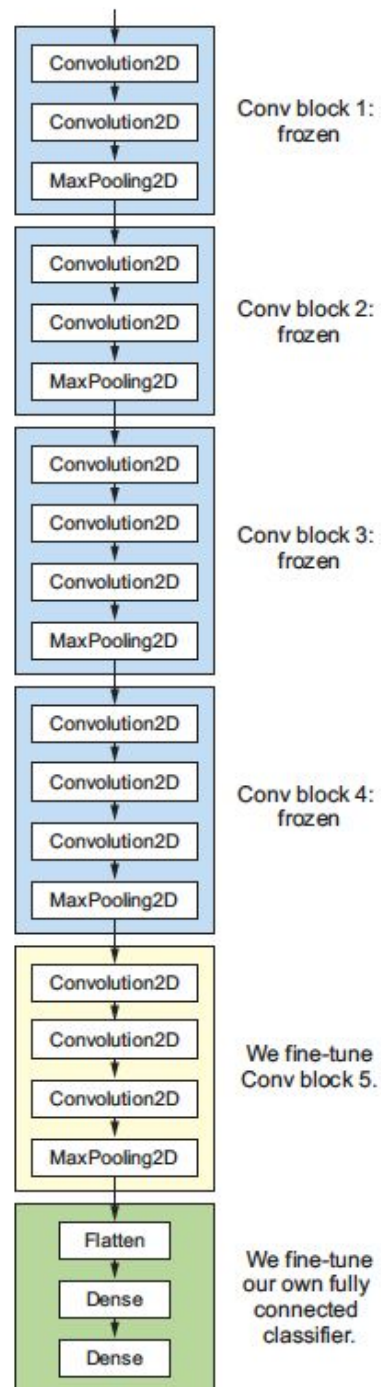 Convolution2D
Convolution2D
MaxPooling2D
Conv block 1:
frozen
Convolution2D
Convolution2D
MaxPooling2D
Conv block 2:
frozen
Convolution2D
Convolution2D
Convolution2D
MaxPooling2D
Conv block 3:
frozen
Convolution2D
Convolution2D
Convolution2D
MaxPooling2D
Conv block 4:
frozen
Convolution2D
Convolution2D
Convolution2D
MaxPooling2D
We fine-tune
Conv block 5.
Flatten
Dense
Dense
We fine-tune
our own fully
connected
classifier.